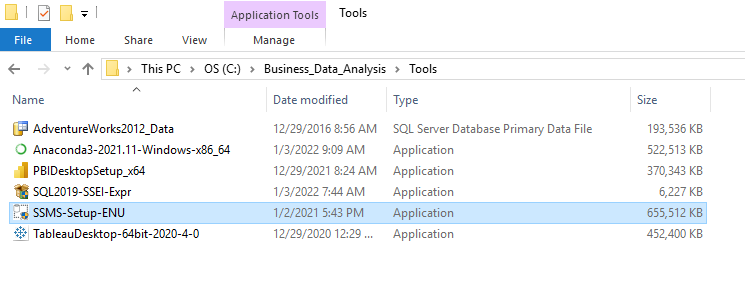 Application Tools Tools
File Home Share View Manage
This PC OS (C:) Business_Data_Analysis Tools
Name Date modified Type Size
AdventureWorks2012_Data 12/29/2016 8:56 AM SQL Server Database Primary Data File 193,536 KB
Anaconda3-2021.11-Windows-x86_64 1/3/2022 9:09 AM Application 522,513 KB
PBIDesktopSetup_x64 12/29/2021 8:24 AM Application 370,343 KB
SQL2019-SSEI-Expr 1/3/2022 7:44 AM Application 6,227 KB
SSMS-Setup-ENU 1/2/2021 5:43 PM Application 655,512 KB
TableauDesktop-64bit-2020-4-0 12/29/2020 12:29 ... Application 452,400 KB